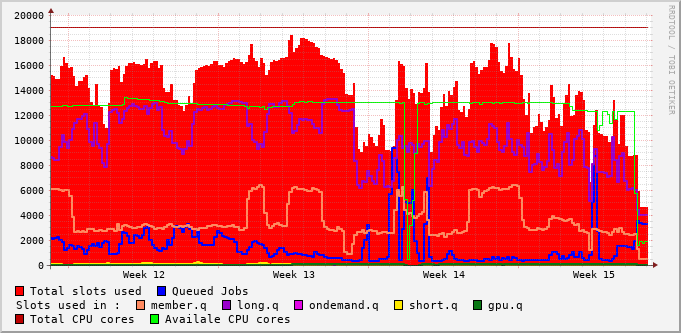 20000
18000
16000
14000
12000
10000
8000
6000
4000
2000
0
Week 12 Week 13 Week 14 Week 15
RRDTOOL / TOBI OETIKER
Total slots used Queued Jobs
Slots used in : member.q long.q ondemand.q short.q gpu.q
Total CPU cores Availale CPU cores